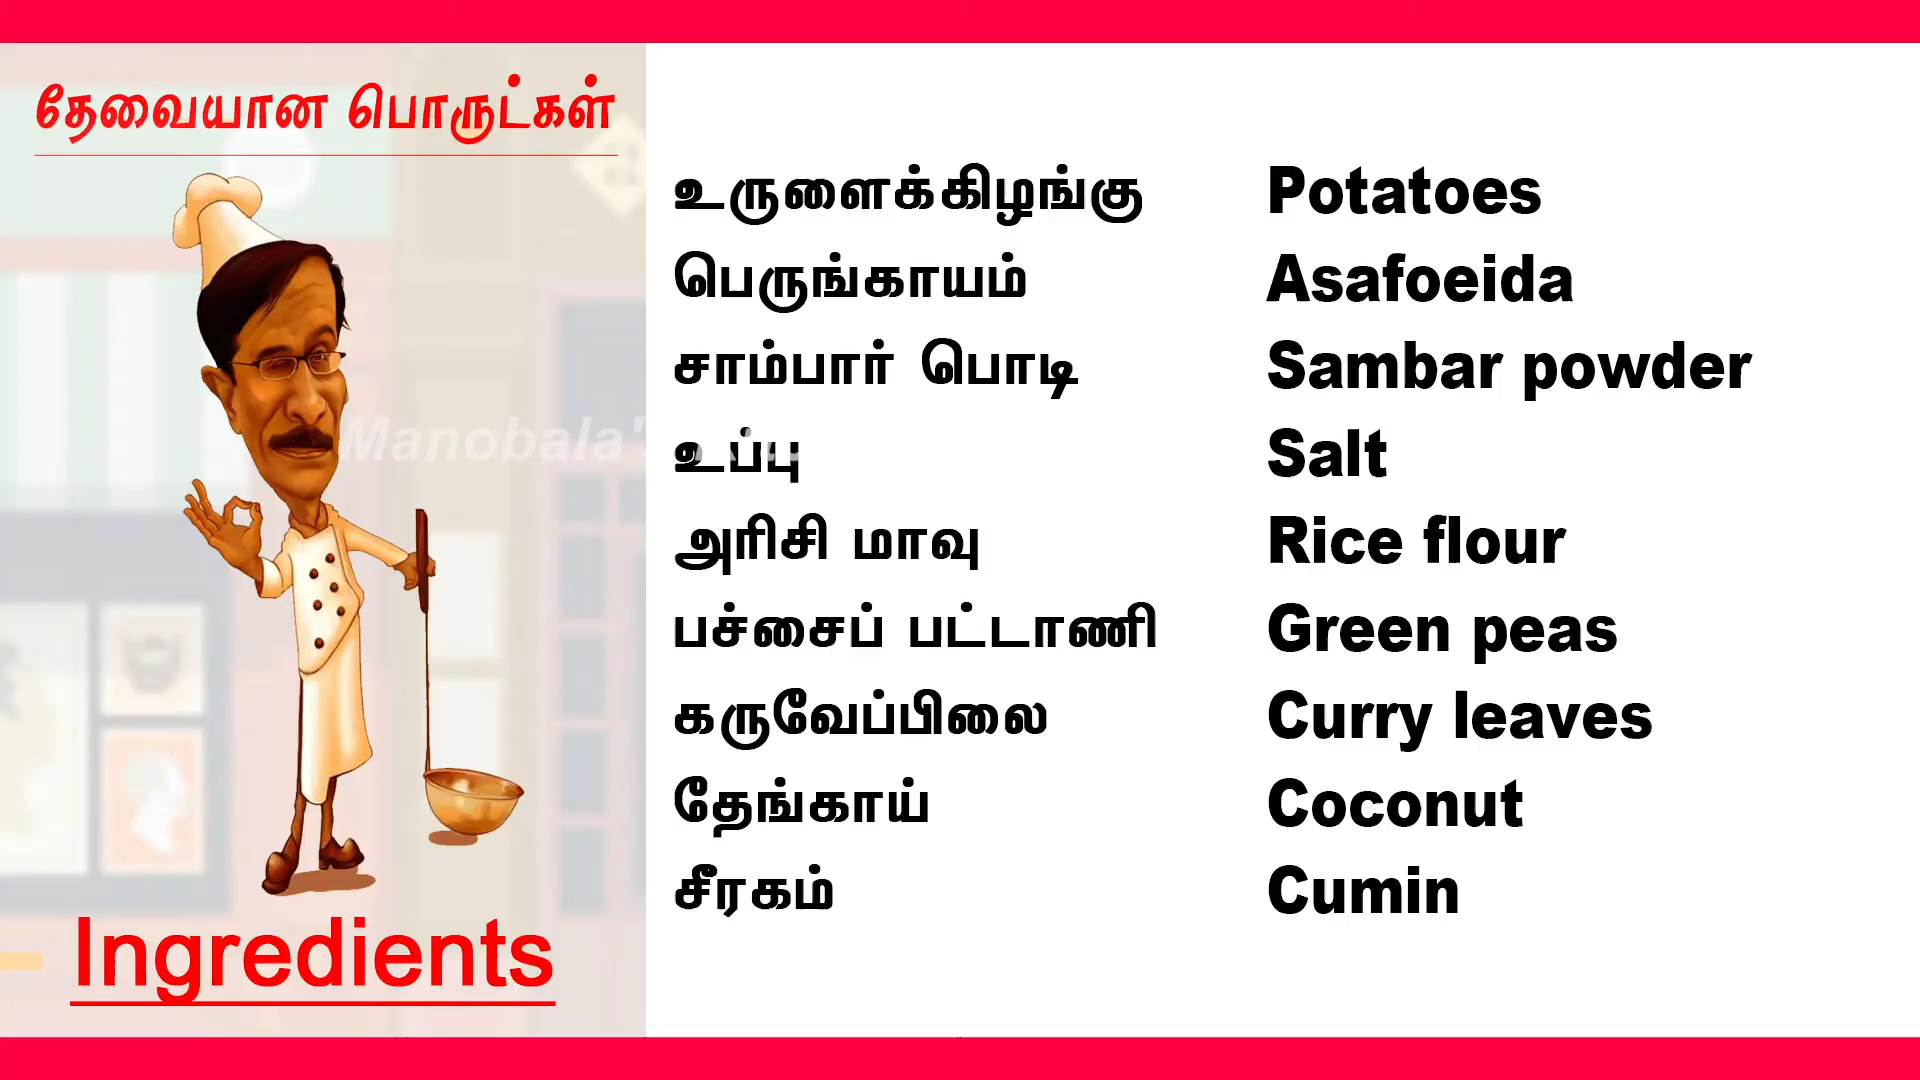 தேவையான பொருட்கள்
உருளைக்கிழங்கு Potatoes
பெருங்காயம் Asafoeida
சாம்பார் பொடி Sambar powder
Manobala's
உப்பு Salt
அரிசி மாவு Rice flour
பச்சைப் பட்டாணி Green peas
கருவேப்பிலை Curry leaves
தேங்காய் Coconut
சீரகம் Cumin
Ingredients